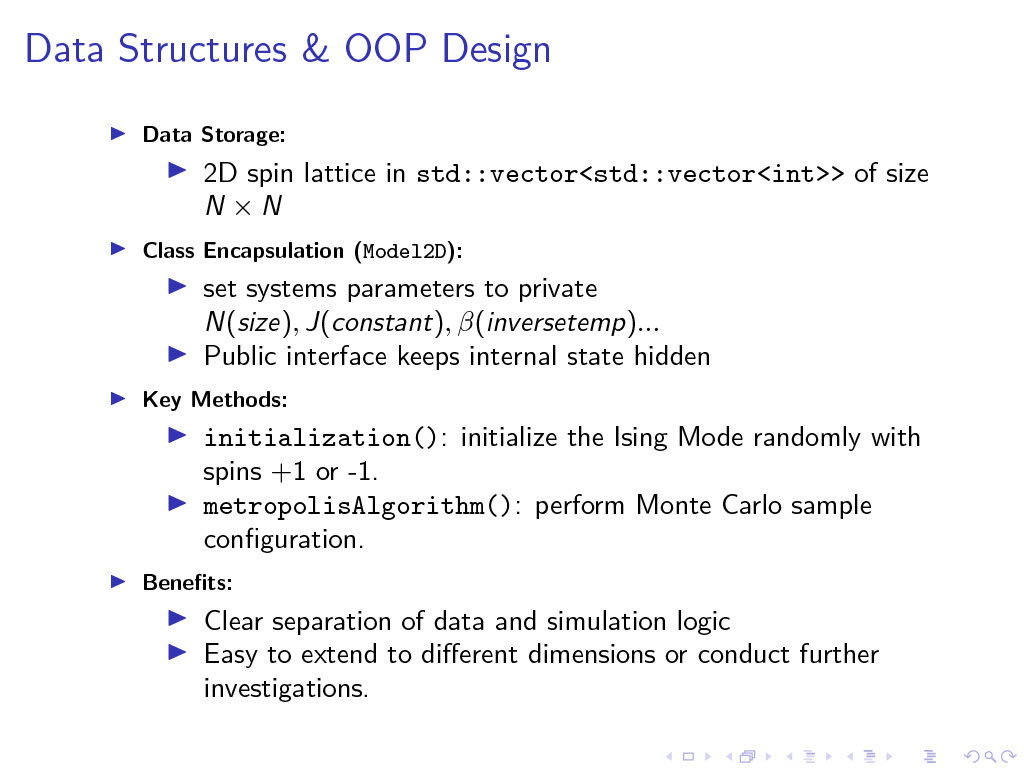 Data Structures & OOP Design
Data Storage:
2D spin lattice in std::vector<std::vector<int>> of size
N × N
Class Encapsulation (Model2D):
set systems parameters to private
N(size), J(constant), β(inversetemp)...
Public interface keeps internal state hidden
Key Methods:
initialization(): initialize the Ising Mode randomly with
spins +1 or -1.
metropolisAlgorithm(): perform Monte Carlo sample
configuration.
Benefits:
Clear separation of data and simulation logic
Easy to extend to different dimensions or conduct further
investigations.